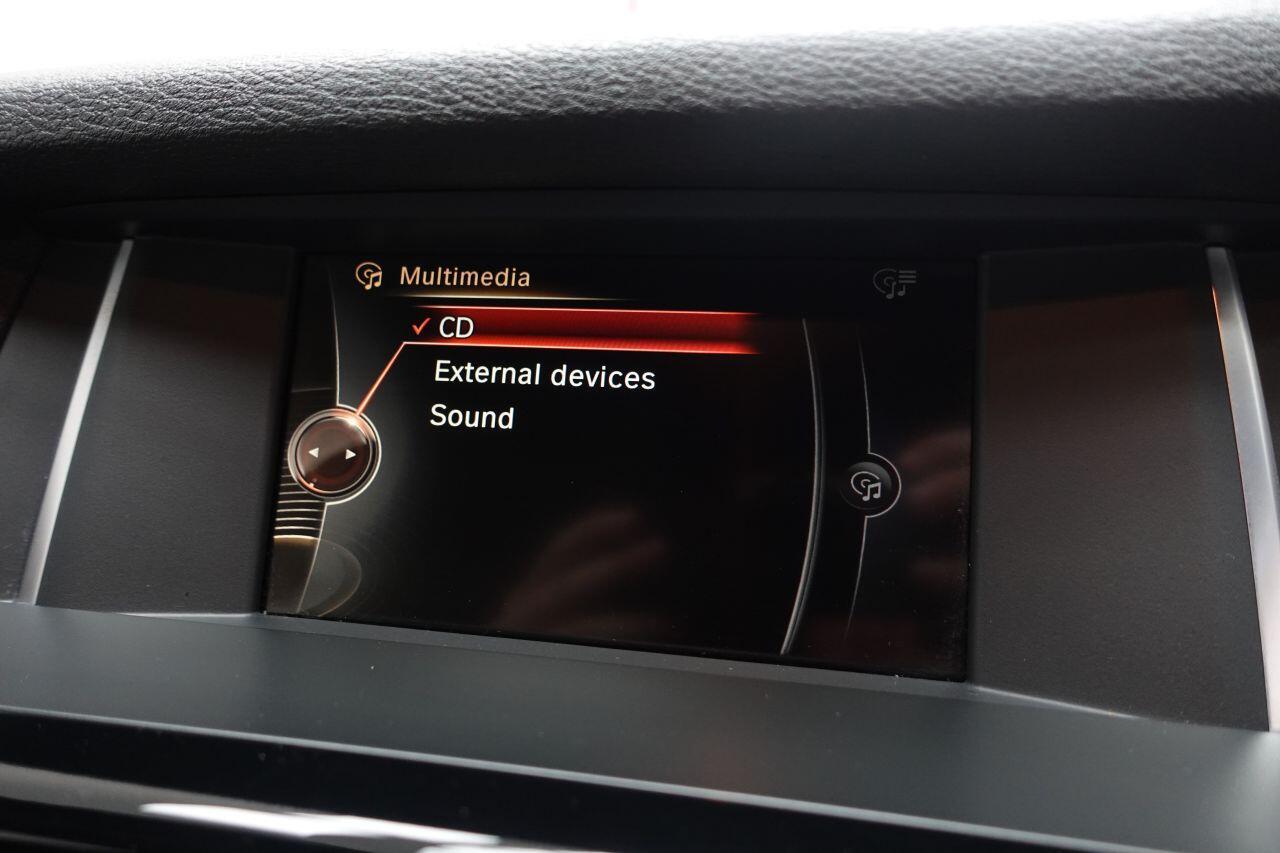 Multimedia
✓ CD
External devices
Sound